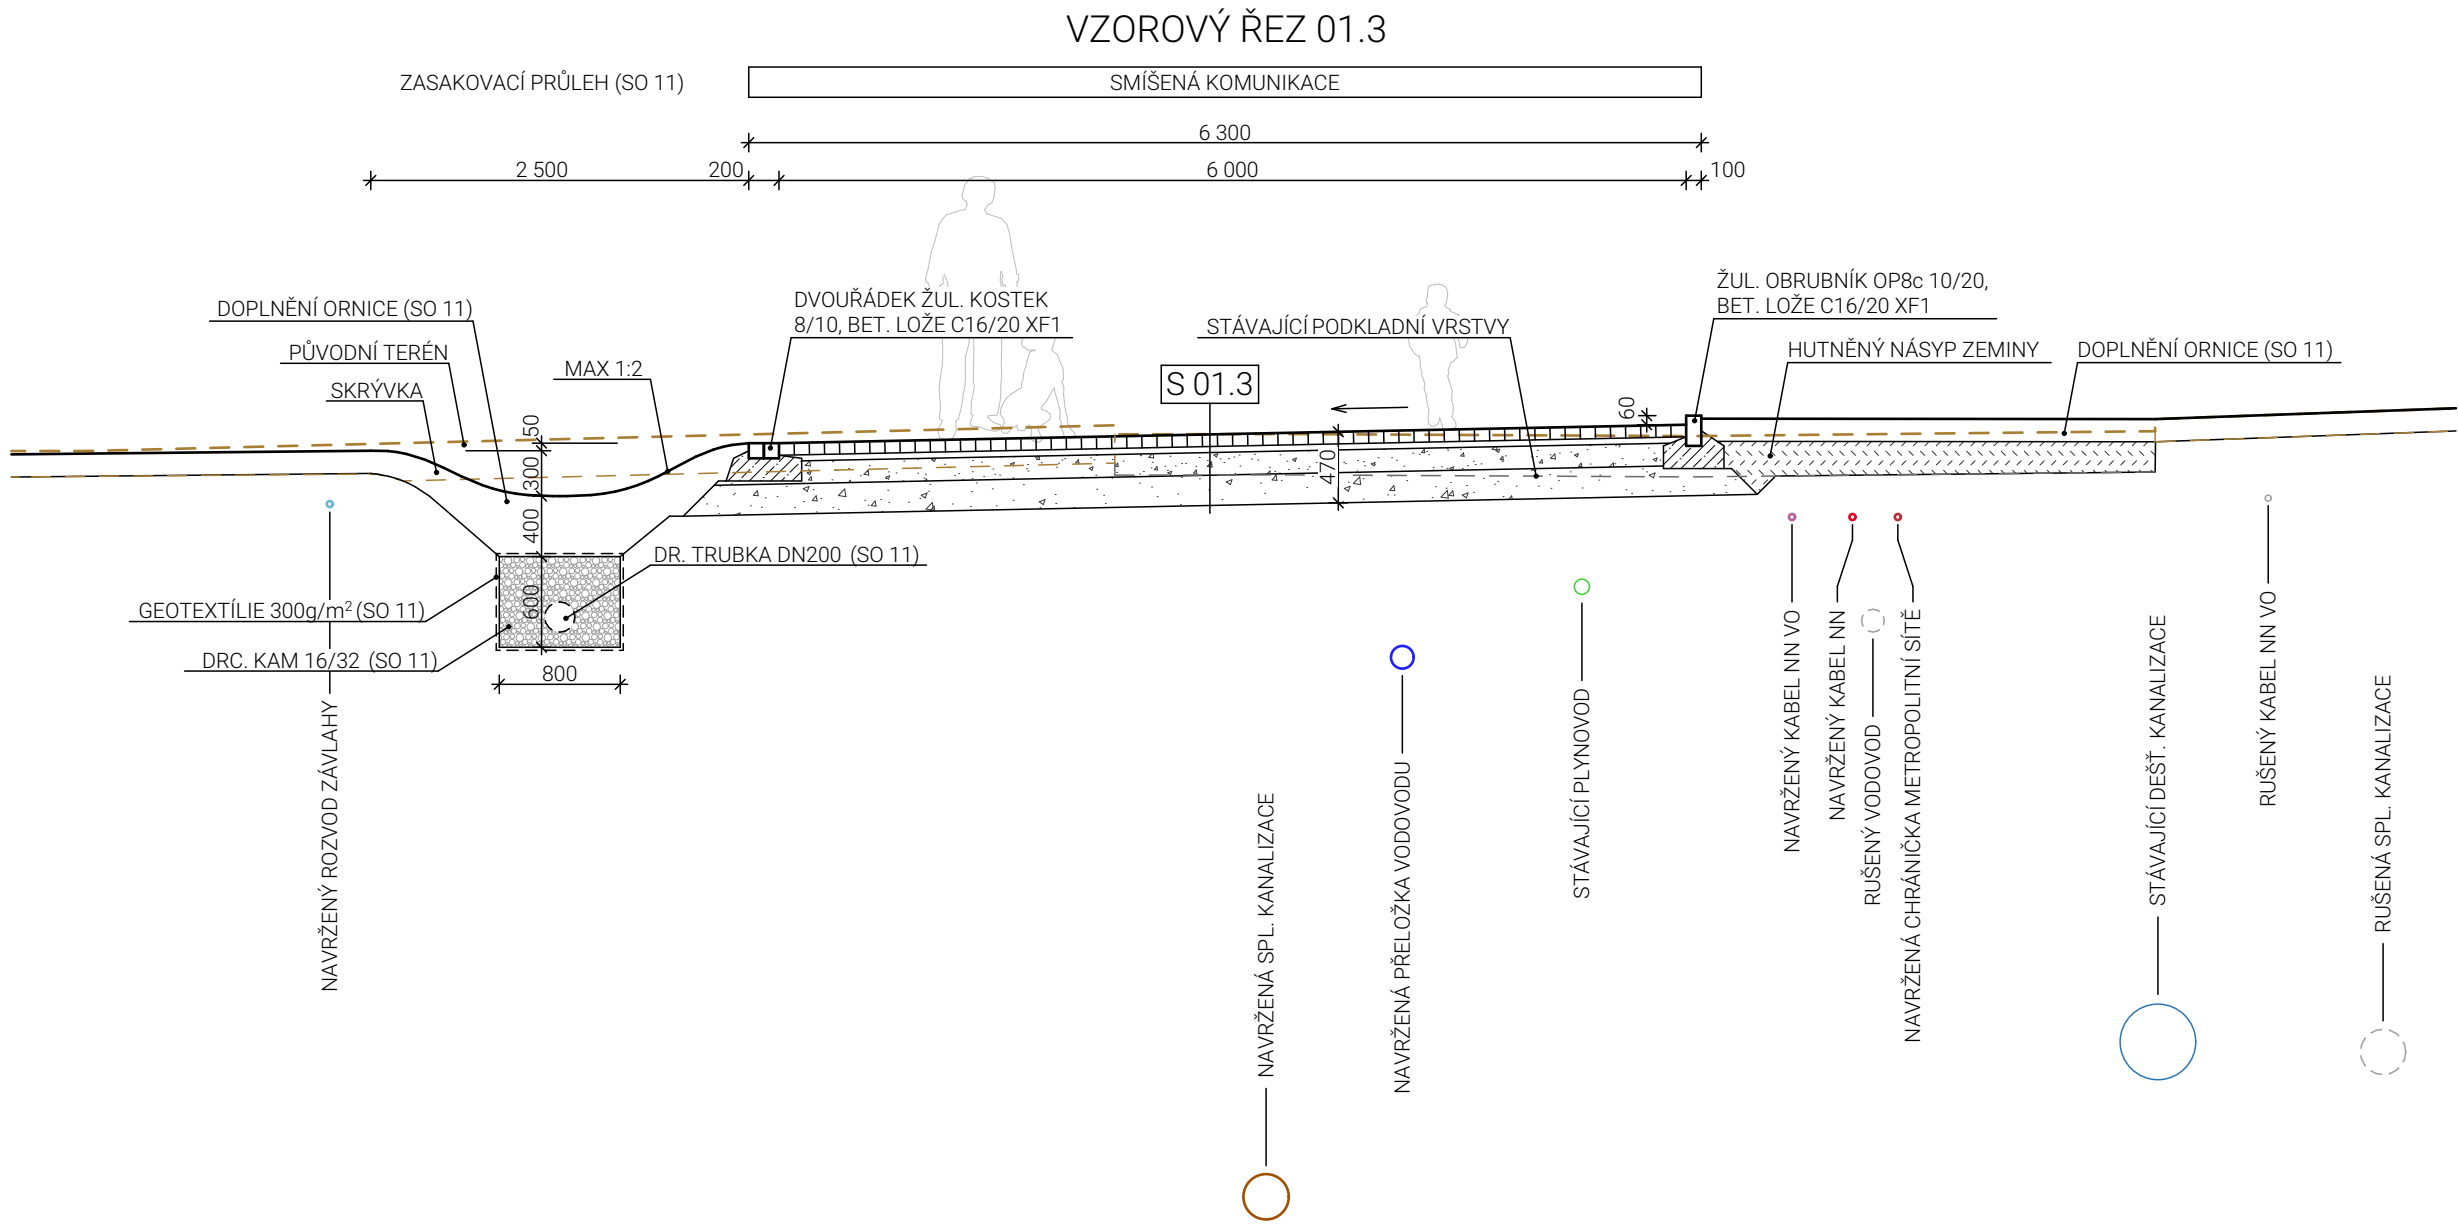 VZOROVÝ ŘEZ 01.3
ZASAKOVACÍ PRŮLEH (SO 11)
SMÍŠENÁ KOMUNIKACE
6 300
2 500
200
6 000
100
DOPLNĚNÍ ORNICE (SO 11)
PŮVODNÍ TERÉN
SKRÝVKA
MAX 1:2
DVOUŘÁDEK ŽUL. KOSTEK
8/10, BET. LOŽE C16/20 XF1
STÁVAJÍCÍ PODKLADNÍ VRSTVY
S 01.3
ŽUL. OBRUBNÍK OP8c 10/20,
BET. LOŽE C16/20 XF1
HUTNĚNÝ NÁSYP ZEMINY
DOPLNĚNÍ ORNICE (SO 11)
50
300
400
600
800
470
60
DR. TRUBKA DN200 (SO 11)
GEOTEXTÍLIE 300g/m² (SO 11)
DRC. KAM 16/32 (SO 11)
NAVRŽENÝ ROZVOD ZÁVLAHY
NAVRŽENÁ SPL. KANALIZACE
NAVRŽENÁ PŘELOŽKA VODOVODU
STÁVAJÍCÍ PLYNOVOD
NAVRŽENÝ KABEL NN VO
NAVRŽENÝ KABEL NN
RUŠENÝ VODOVOD
NAVRŽENÁ CHRÁNIČKA METROPOLITNÍ SÍTĚ
STÁVAJÍCÍ DEŠŤ. KANALIZACE
RUŠENÝ KABEL NN VO
RUŠENÁ SPL. KANALIZACE